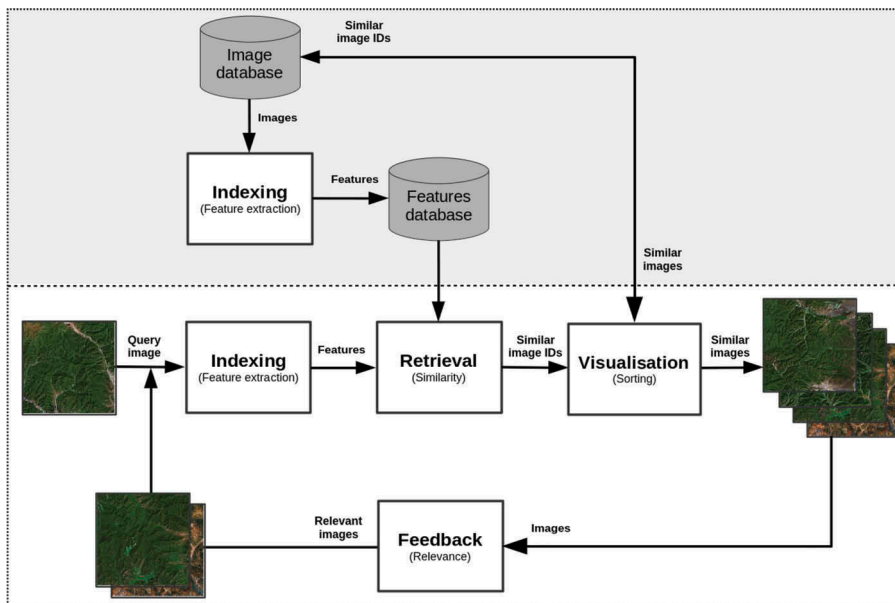 Similar
image IDs
Image
database
Images
Indexing
(Feature extraction)
Features
Features
database
Similar
images
Query
image
Indexing
(Feature extraction)
Features
Retrieval
(Similarity)
Similar
image IDs
Visualisation
(Sorting)
Similar
images
Relevant
images
Feedback
(Relevance)
Images